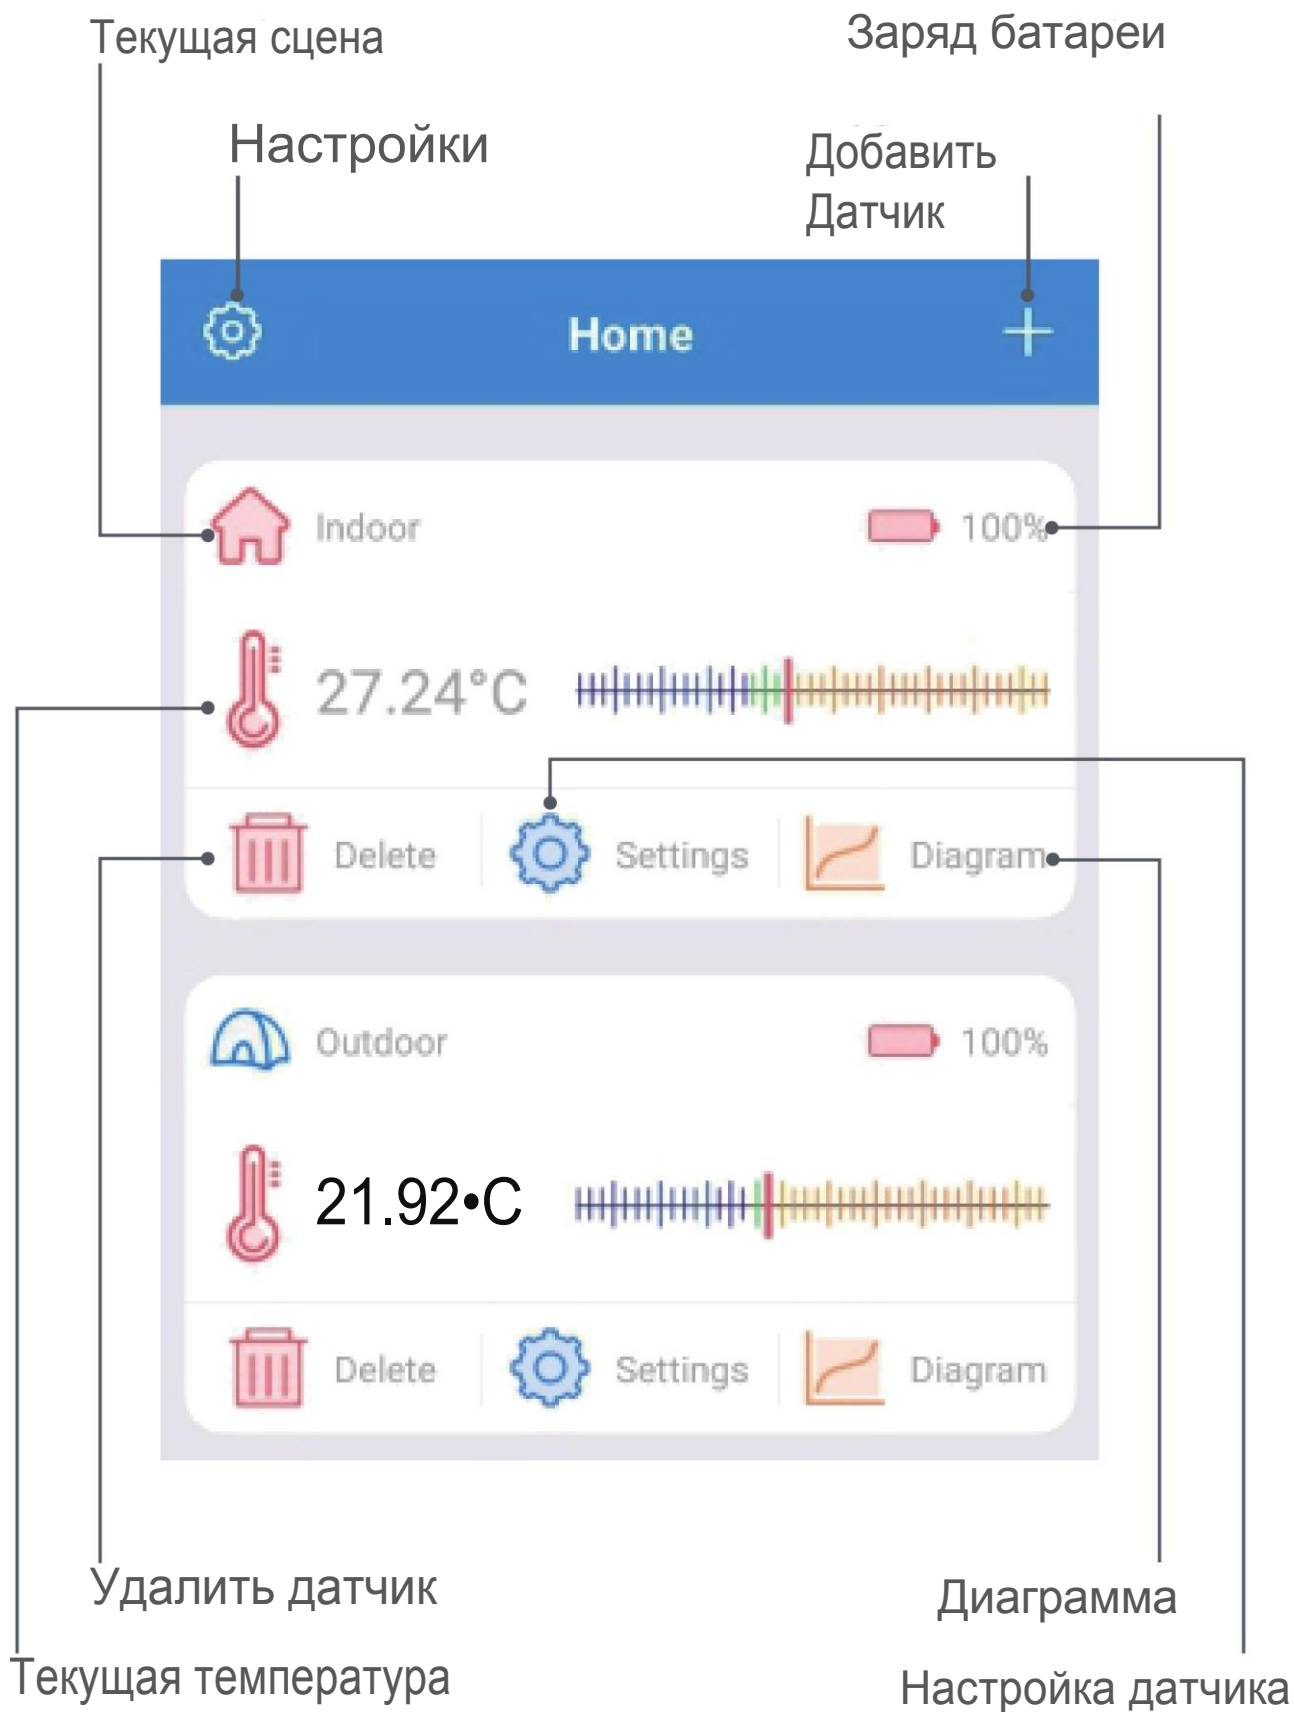 Текущая сцена
Заряд батареи
Настройки
Добавить
Датчик
Home
Indoor
100%
27.24°C
Delete
Settings
Diagram
Outdoor
100%
21.92•C
Delete
Settings
Diagram
Удалить датчик
Диаграмма
Текущая температура
Настройка датчика